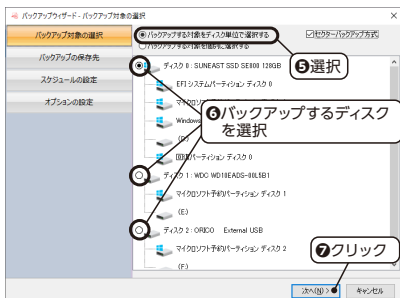 バックアップウィザード - バックアップ対象の選択
バックアップ対象の選択
バックアップの保存先
スケジュールの設定
オプションの設定
バックアップする対象をディスク単位で選択する
セクターバックアップ方式
バックアップする対象を個別に選択する
❺選択
ディスク 0 : SUNEAST SSD SE800 120GB
EFI システムパーティション ディスク 0
マイクロ
Windows
(D:)
回復パーティション ディスク 0
❻バックアップするディスク
を選択
ディスク 1 : WDC WD10EADS-00L5B1
マイクロソフト予約パーティション ディスク 1
(E:)
ディスク 2 : ORICO External USB
マイクロソフト予約パーティション ディスク 2
(F:)
❼クリック
次へ(N) >
キャンセル